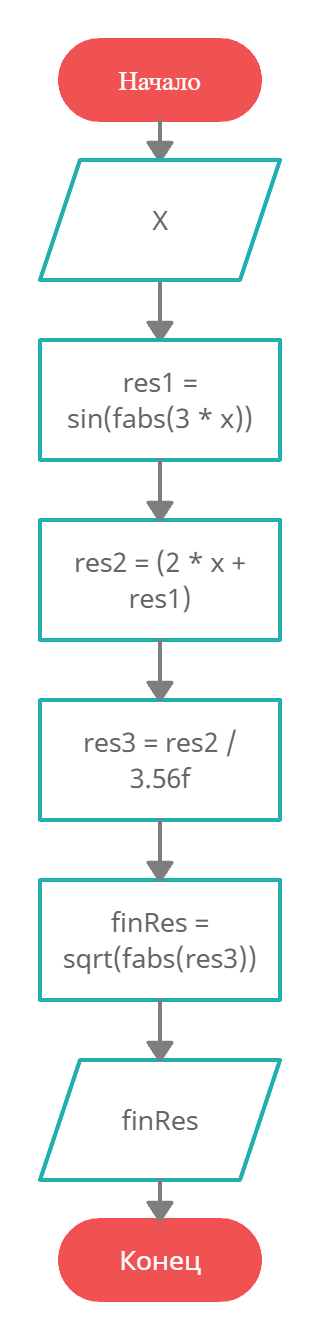 Начало
X
res1 =
sin(fabs(3 * x))
res2 = (2 * x +
res1)
res3 = res2 /
3.56f
finRes =
sqrt(fabs(res3))
finRes
Конец